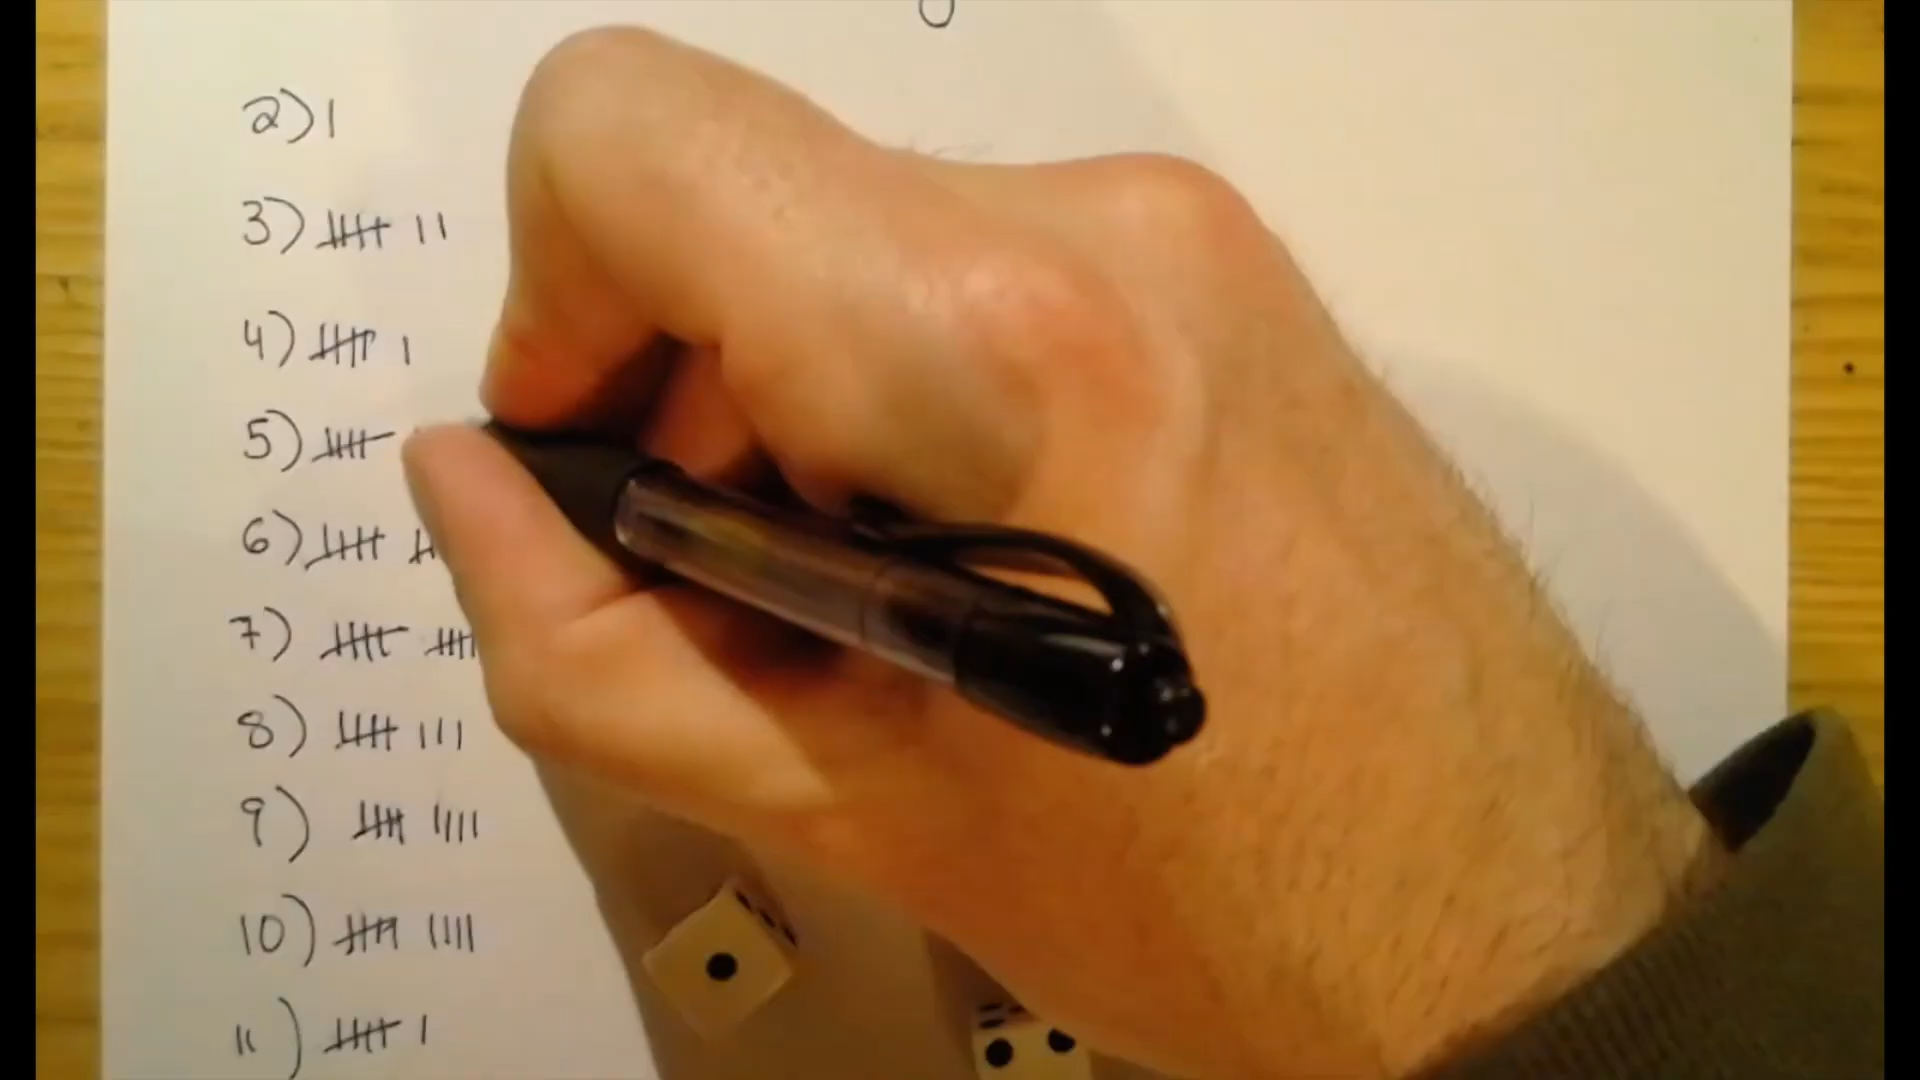 2) |
3) 卌 ||
4) 卌 |
5) 卌
6) 卌
7) 卌 卌
8) 卌 |||
9) 卌 ||||
10) 卌 ||||
11) 卌 |